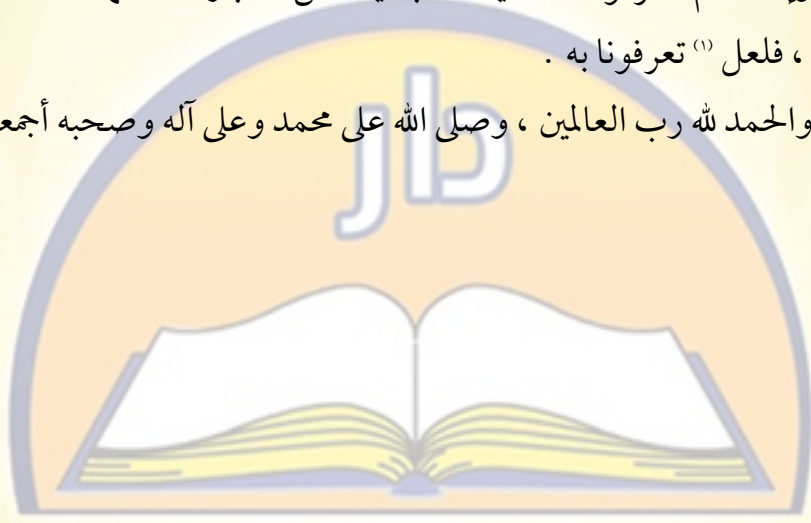 ، فلعل (١) تعرفونا به .
والحمد لله رب العالمين ، وصلى الله على محمد وعلى آله وصحبه أجمع
دار